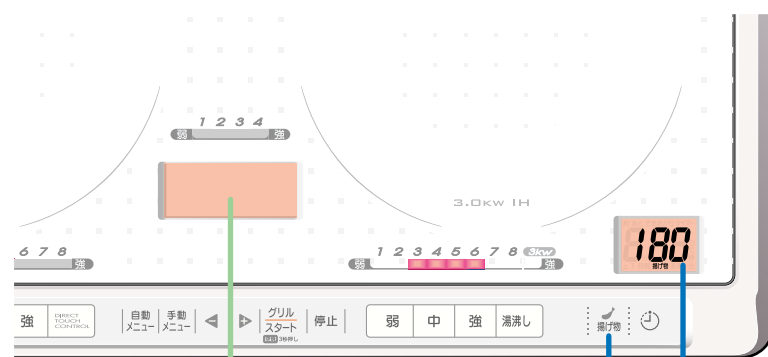 1 2 3 4
弱 強
3.0KW IH
180
揚げ物
6 7 8
強
1 2 3 4 5 6 7 8 3kw
弱 強
強
DIRECT
TOUCH
CONTROL
自動
メニュー
手動
メニュー
− +
グリル
スタート
3秒押し
停止
弱 中 強 湯沸し
揚げ物